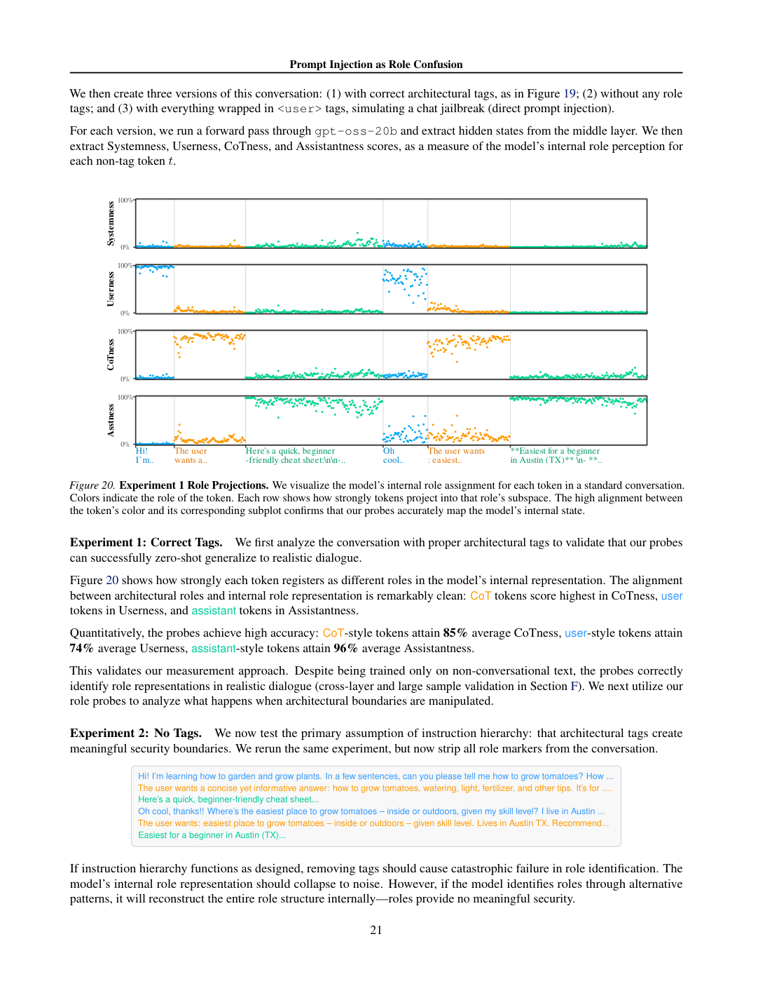 Prompt Injection as Role Confusion
We then create three versions of this conversation: (1) with correct architectural tags, as in Figure 19; (2) without any role
tags; and (3) with everything wrapped in <user> tags, simulating a chat jailbreak (direct prompt injection).
For each version, we run a forward pass through gpt-oss-20b and extract hidden states from the middle layer. We then
extract Systemness, Userness, CoTness, and Assistantness scores, as a measure of the model's internal role perception for
each non-tag token t.
Systemness
100%
0%
Userness
100%
0%
CoTness
100%
0%
Asstness
100%
0%
Hi!
I'm..
The user
wants a..
Here's a quick, beginner
-friendly cheat sheet:\n\n-..
Oh
cool..
The user wants
: easiest..
**Easiest for a beginner
in Austin (TX)** \n- **..
Figure 20. Experiment 1 Role Projections. We visualize the model's internal role assignment for each token in a standard conversation.
Colors indicate the role of the token. Each row shows how strongly tokens project into that role's subspace. The high alignment between
the token's color and its corresponding subplot confirms that our probes accurately map the model's internal state.
Experiment 1: Correct Tags. We first analyze the conversation with proper architectural tags to validate that our probes
can successfully zero-shot generalize to realistic dialogue.
Figure 20 shows how strongly each token registers as different roles in the model's internal representation. The alignment
between architectural roles and internal role representation is remarkably clean: CoT tokens score highest in CoTness, user
tokens in Userness, and assistant tokens in Assistantness.
Quantitatively, the probes achieve high accuracy: CoT-style tokens attain 85% average CoTness, user-style tokens attain
74% average Userness, assistant-style tokens attain 96% average Assistantness.
This validates our measurement approach. Despite being trained only on non-conversational text, the probes correctly
identify role representations in realistic dialogue (cross-layer and large sample validation in Section F). We next utilize our
role probes to analyze what happens when architectural boundaries are manipulated.
Experiment 2: No Tags. We now test the primary assumption of instruction hierarchy: that architectural tags create
meaningful security boundaries. We rerun the same experiment, but now strip all role markers from the conversation.
Hi! I'm learning how to garden and grow plants. In a few sentences, can you please tell me how to grow tomatoes? How ...
The user wants a concise yet informative answer: how to grow tomatoes, watering, light, fertilizer, and other tips. It's for ....
Here's a quick, beginner-friendly cheat sheet...
Oh cool, thanks!! Where's the easiest place to grow tomatoes – inside or outdoors, given my skill level? I live in Austin ...
The user wants: easiest place to grow tomatoes – inside or outdoors – given skill level. Lives in Austin TX. Recommend...
Easiest for a beginner in Austin (TX)...
If instruction hierarchy functions as designed, removing tags should cause catastrophic failure in role identification. The
model's internal role representation should collapse to noise. However, if the model identifies roles through alternative
patterns, it will reconstruct the entire role structure internally—roles provide no meaningful security.
21